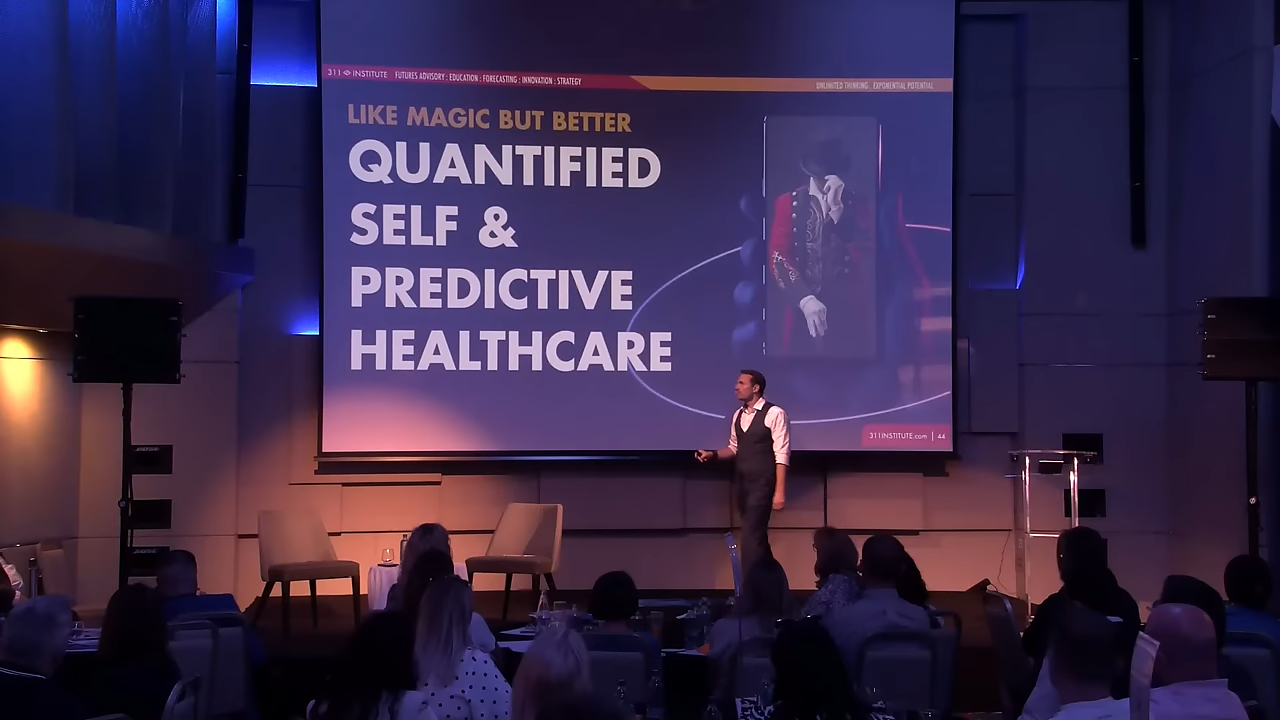 311 INSTITUTE FUTURES ADVISORY : EDUCATION : FORECASTING : INNOVATION : STRATEGY
UNLIMITED THINKING . EXPONENTIAL POTENTIAL
LIKE MAGIC BUT BETTER
QUANTIFIED
SELF &
PREDICTIVE
HEALTHCARE
311INSTITUTE.com | 44